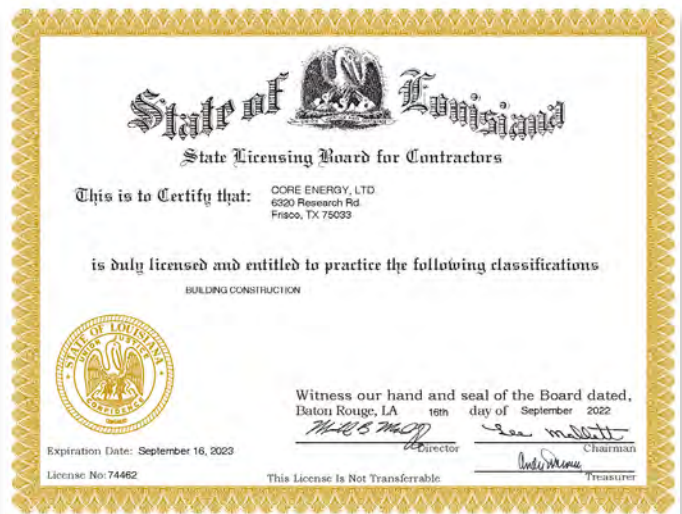 State of Louisiana
State Licensing Board for Contractors
This is to Certify that:
CORE ENERGY, LTD
6320 Research Rd.
Frisco, TX 75033
is duly licensed and entitled to practice the following classifications
BUILDING CONSTRUCTION
STATE OF LOUISIANA
UNION JUSTICE
CONFIDENCE
Witness our hand and seal of the Board dated,
Baton Rouge, LA 16th day of September 2022
Director
Lee Mallett
Chairman
Expiration Date: September 16, 2023
License No: 74462
This License Is Not Transferrable
Treasurer